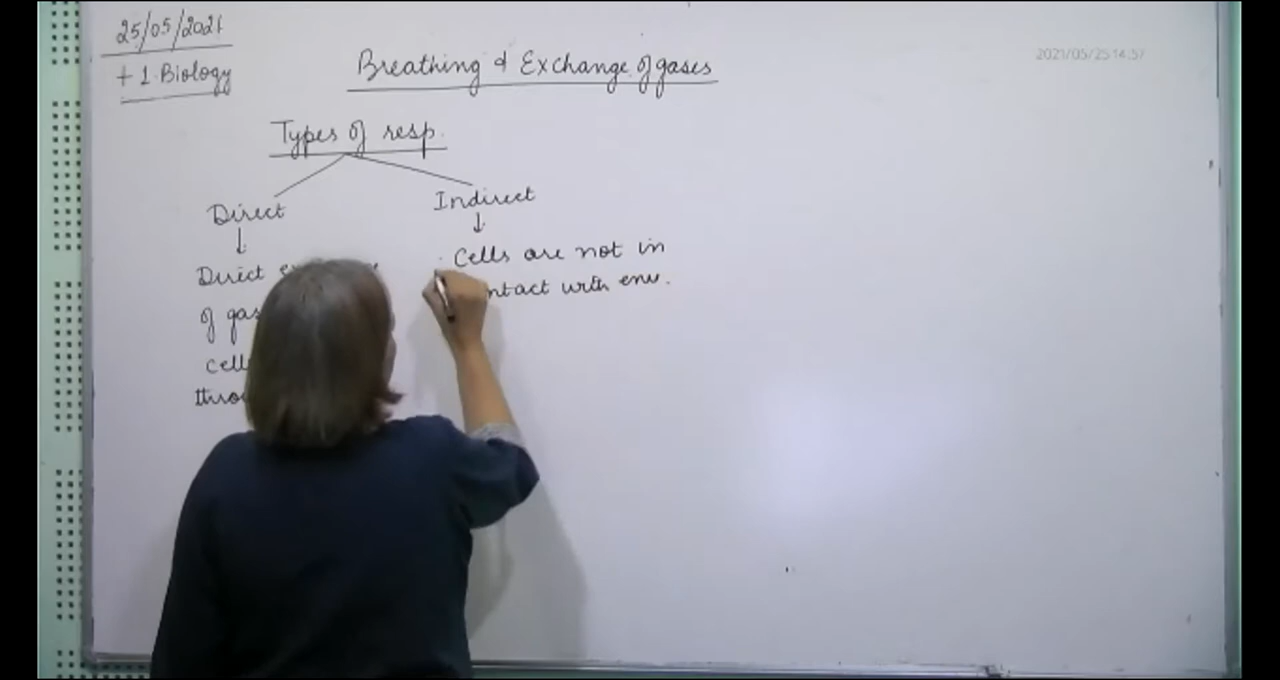 25/05/2021
+1 Biology
Breathing & Exchange of gases
2021/05/25 14:57
Types of resp.
Direct
Indirect
Direct
of
Cells are not in
with env.